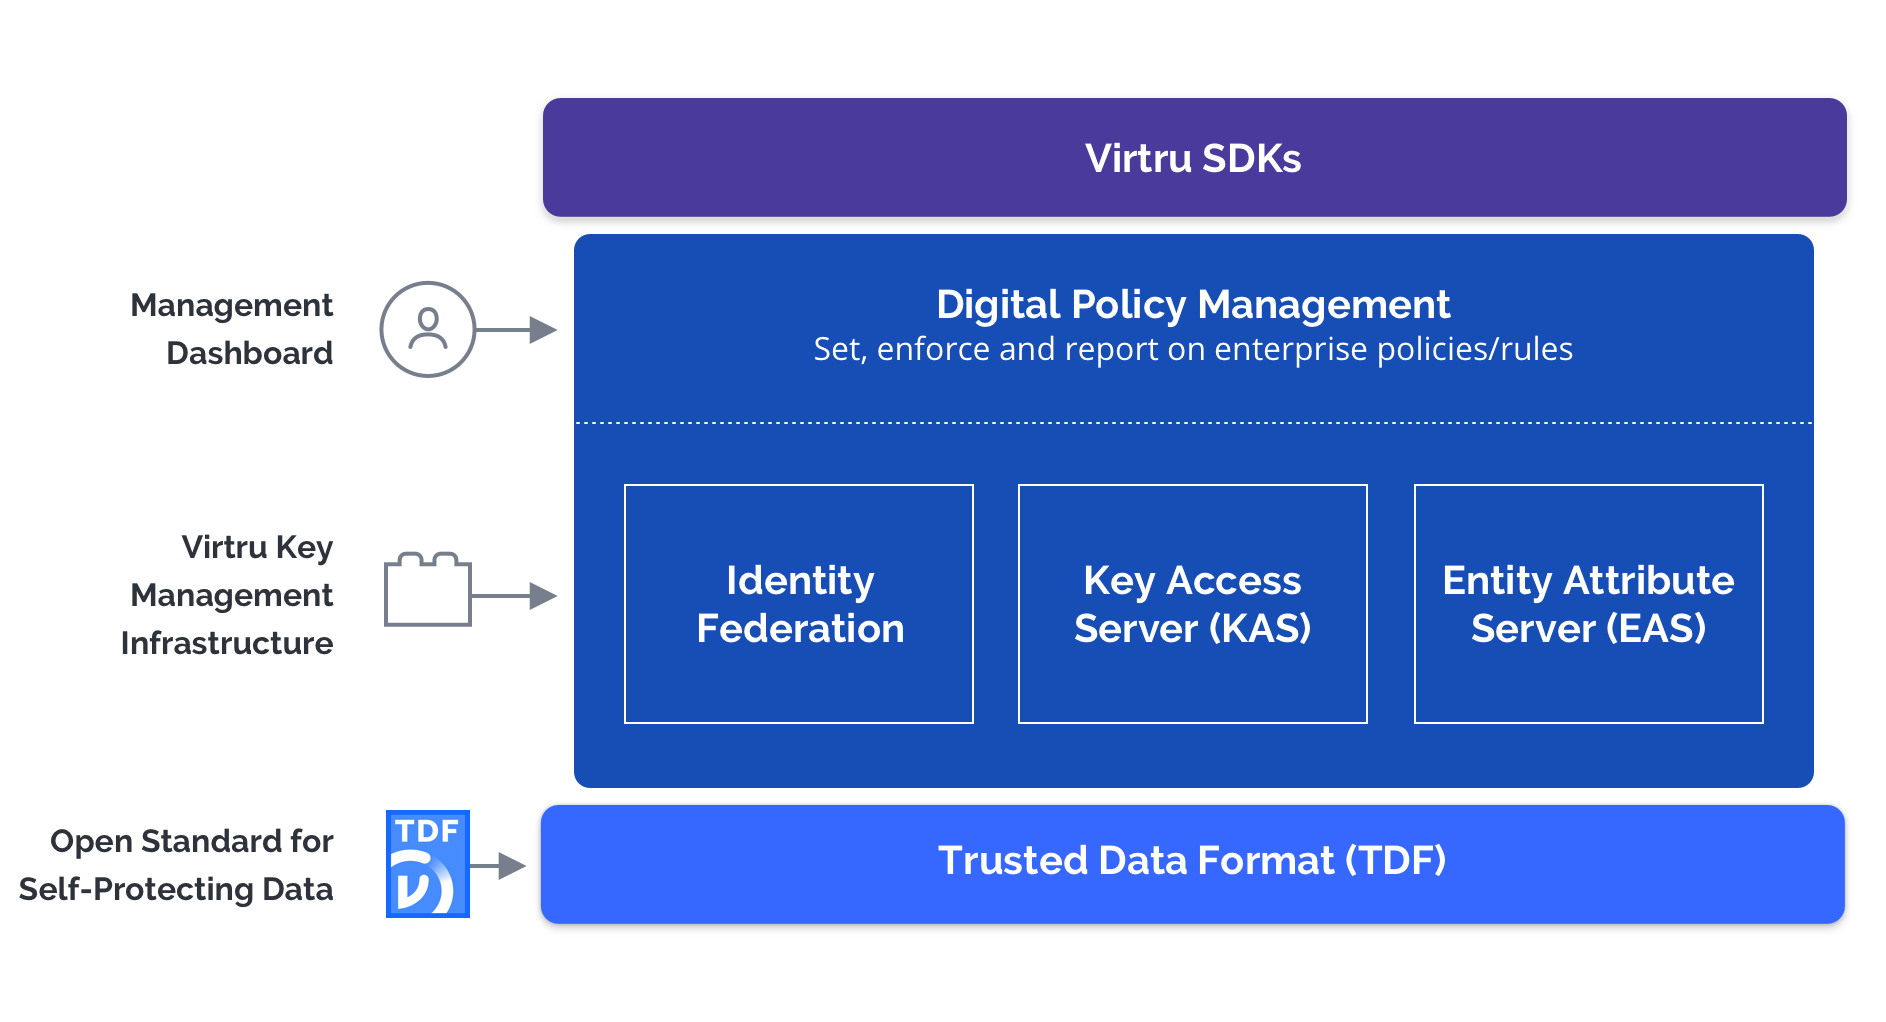 Virtru SDKs
Management
Dashboard
Digital Policy Management
Set, enforce and report on enterprise policies/rules
Virtru Key
Management
Infrastructure
Identity
Federation
Key Access
Server (KAS)
Entity Attribute
Server (EAS)
Open Standard for
Self-Protecting Data
TDF
Trusted Data Format (TDF)